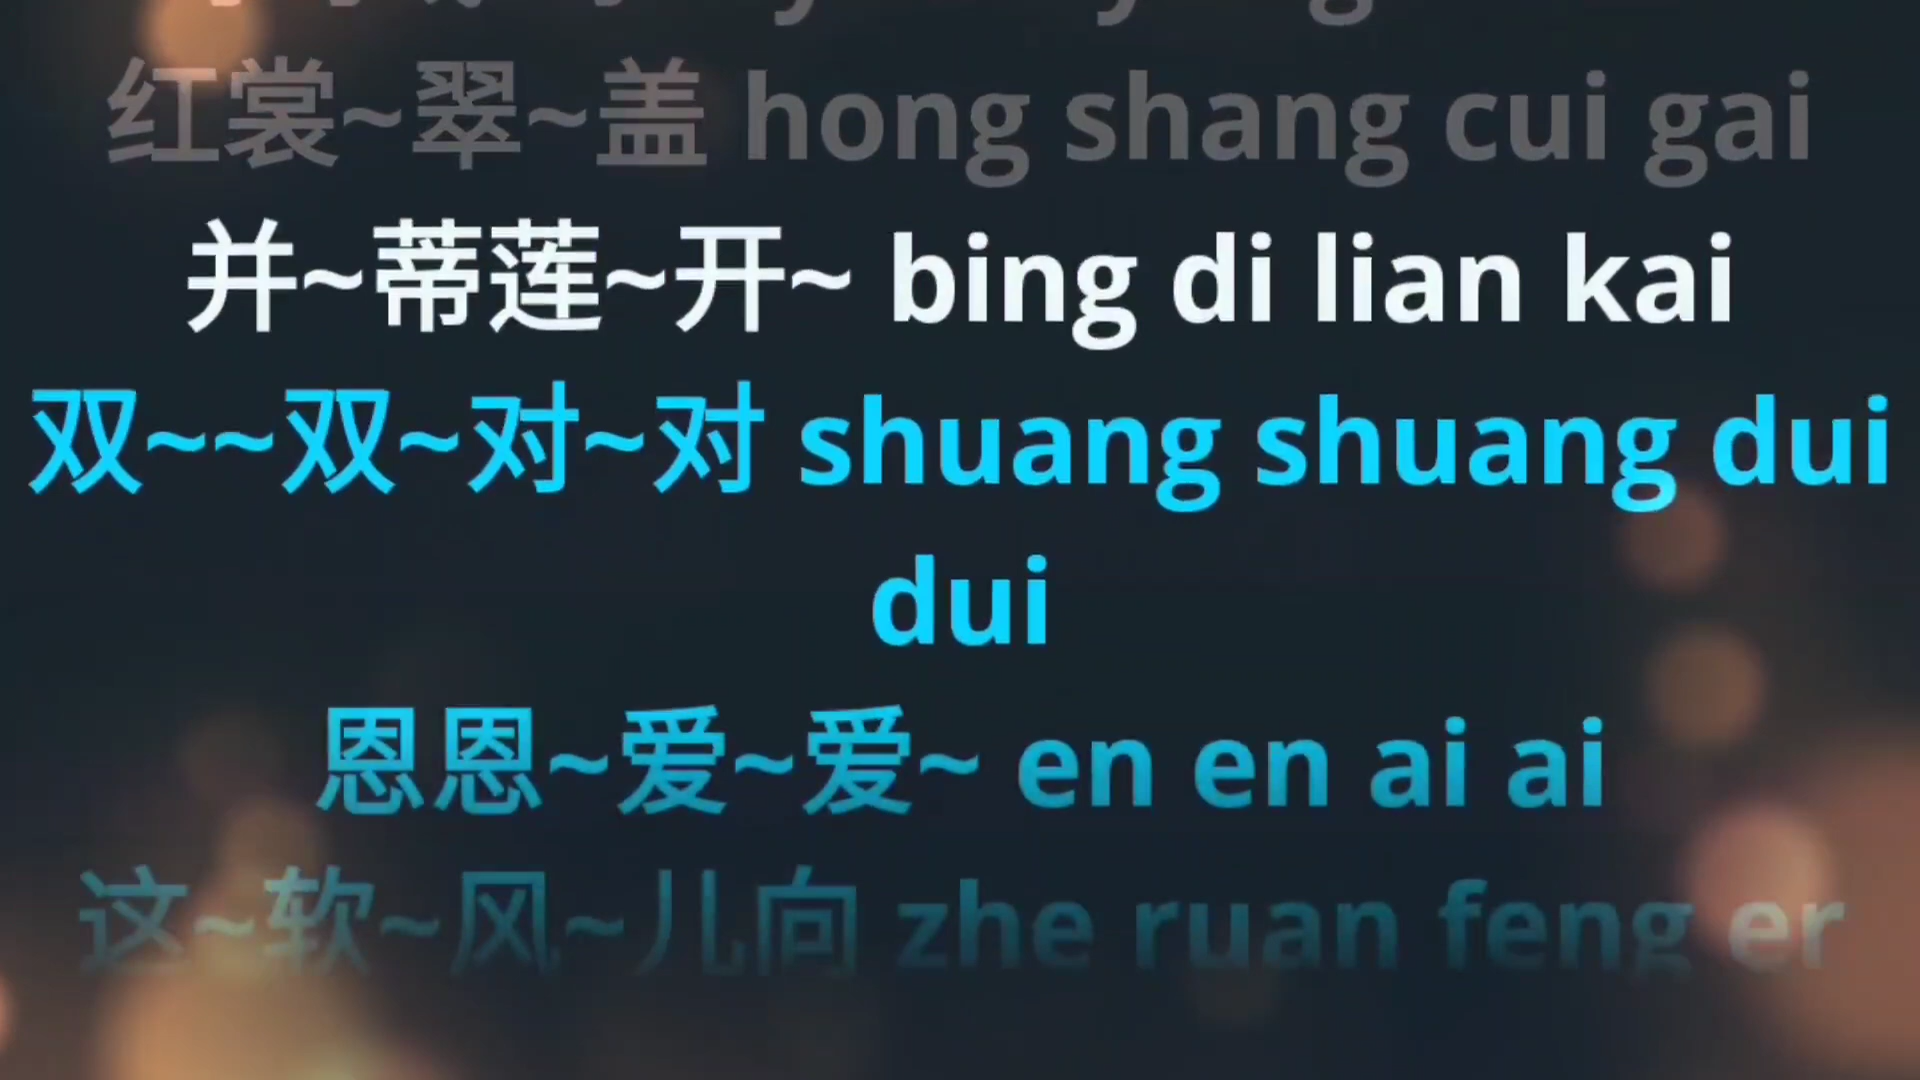 红裳~翠~盖 hong shang cui gai
并~蒂莲~开~ bing di lian kai
双~~双~对~对 shuang shuang dui
dui
恩恩~爱~爱~ en en ai ai
这~软~风~儿向 zhe ruan feng er